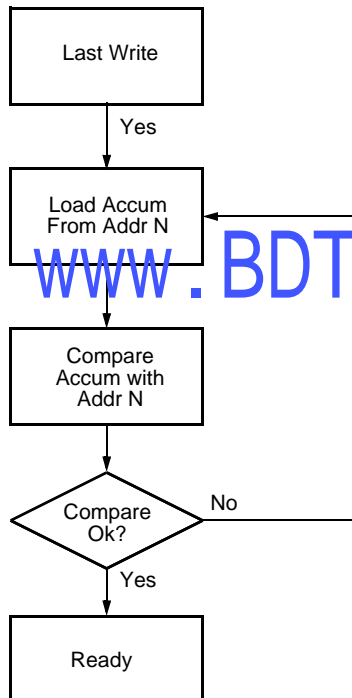 Last Write
Yes
Load Accum
From Addr N
www.BDT
Compare
Accum with
Addr N
Compare
Ok?
No
Yes
Ready